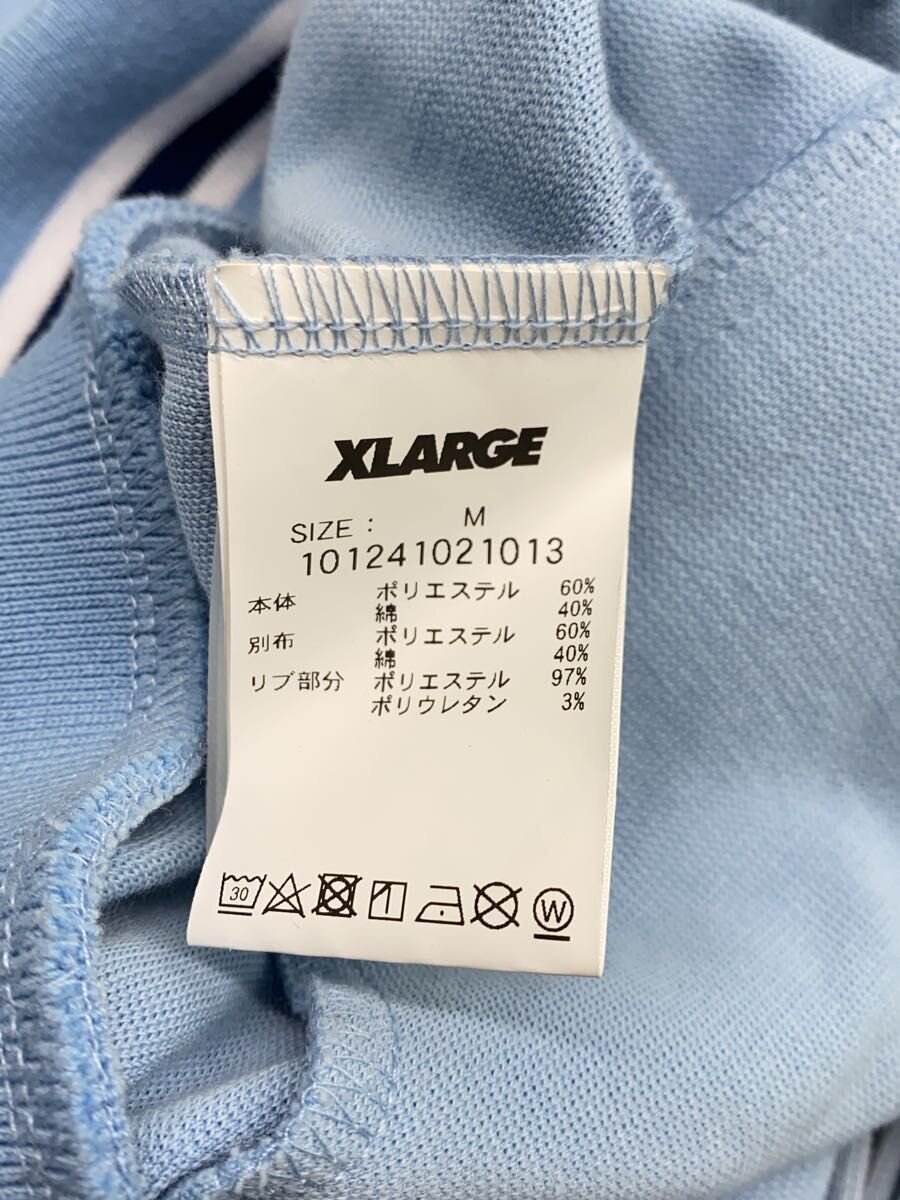 XLARGE
SIZE : M
101241021013
本体 ポリエステル 60%
綿 40%
別布 ポリエステル 60%
綿 40%
リブ部分 ポリエステル 97%
ポリウレタン 3%
30 W